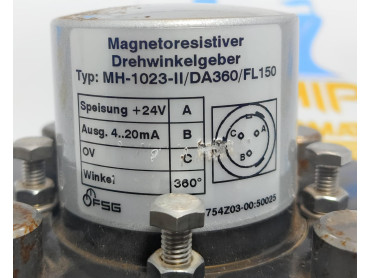 Magnetoresistiver
Drehwinkelgeber
Typ: MH-1023-II/DA360/FL150
Speisung +24V A
Ausg. 4..20mA B
OV C
Winkel 360°
C A
B
FSG
754Z03-00:50025